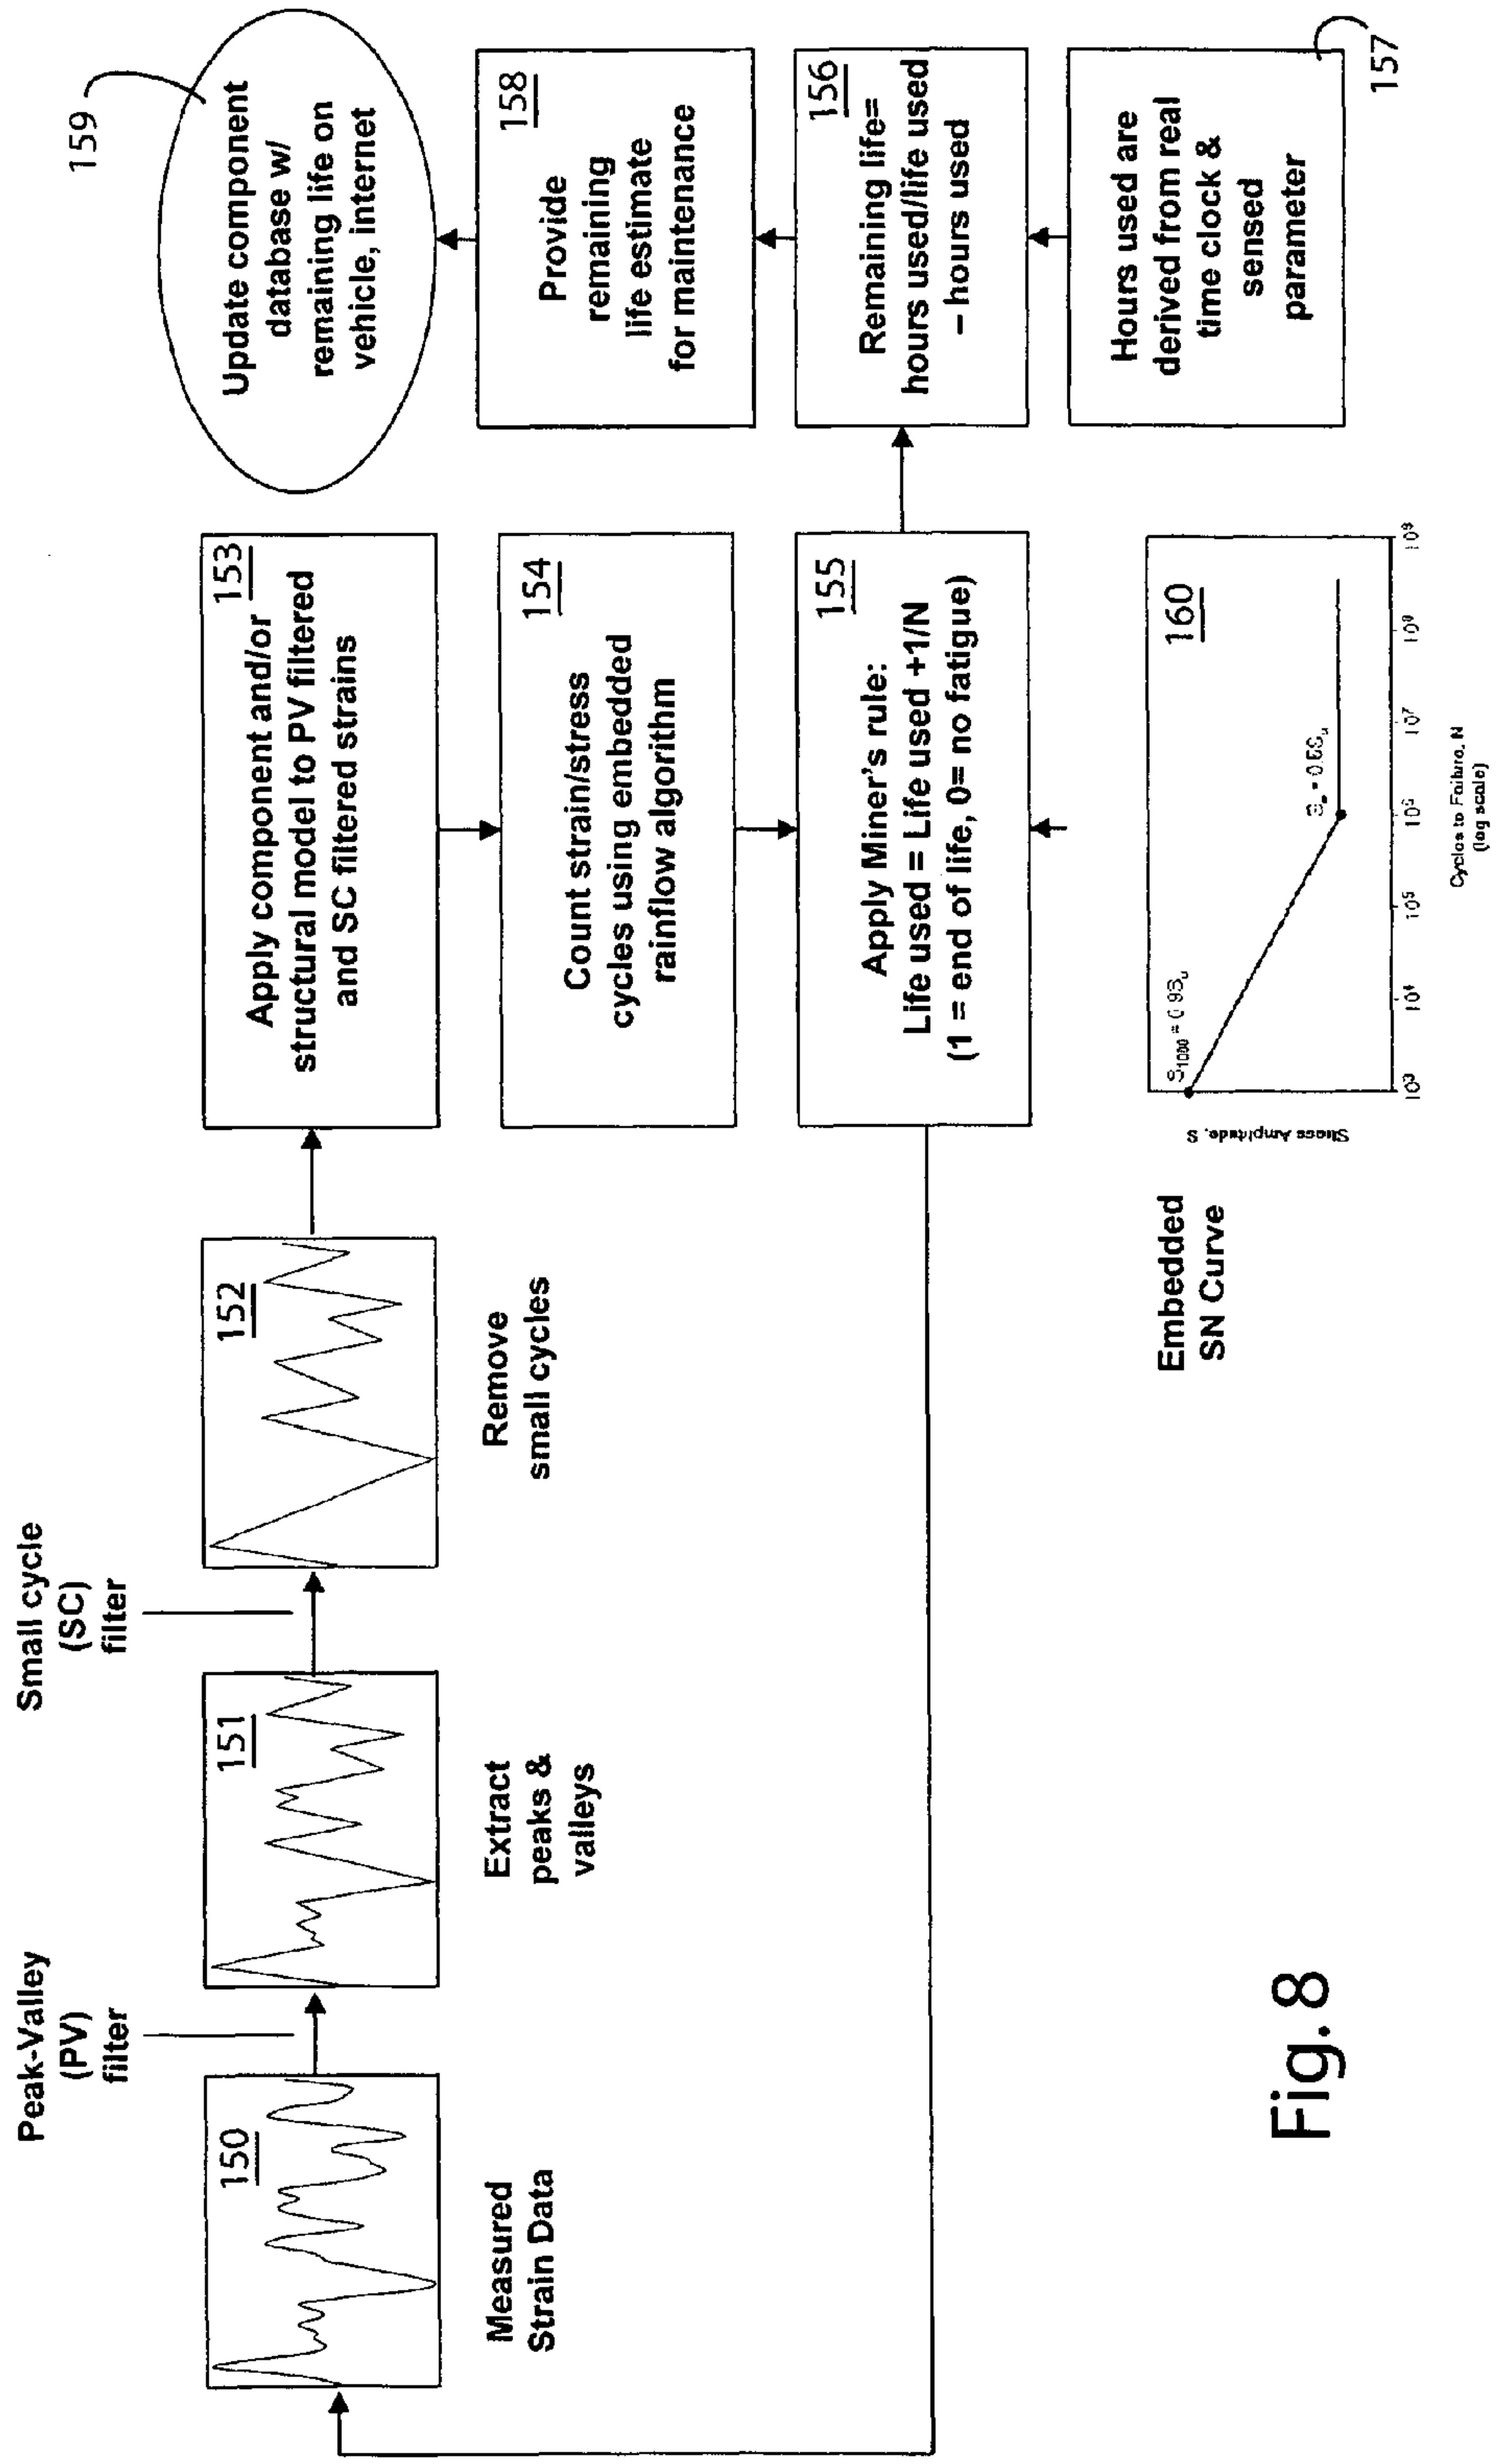 Peak-Valley
(PV)
filter
Small cycle
(SC)
filter
150
Measured
Strain Data
151
Extract
peaks &
valleys
152
Remove
small cycles
153
Apply component and/or
structural model to PV filtered
and SC filtered strains
154
Count strain/stress
cycles using embedded
rainflow algorithm
155
Apply Miner's rule:
Life used = Life used +1/N
(1 = end of life, 0= no fatigue)
Embedded
SN Curve
160
Stress Amplitude, S
10³ 10⁴ 10⁵ 10⁶ 10⁷
Cycles to Failure, N
(log scale)
159
Update component
database w/
remaining life on
vehicle, internet
158
Provide
remaining
life estimate
for maintenance
156
Remaining life=
hours used/life used
– hours used
Hours used are
derived from real
time clock &
sensed
parameter
157
Fig. 8